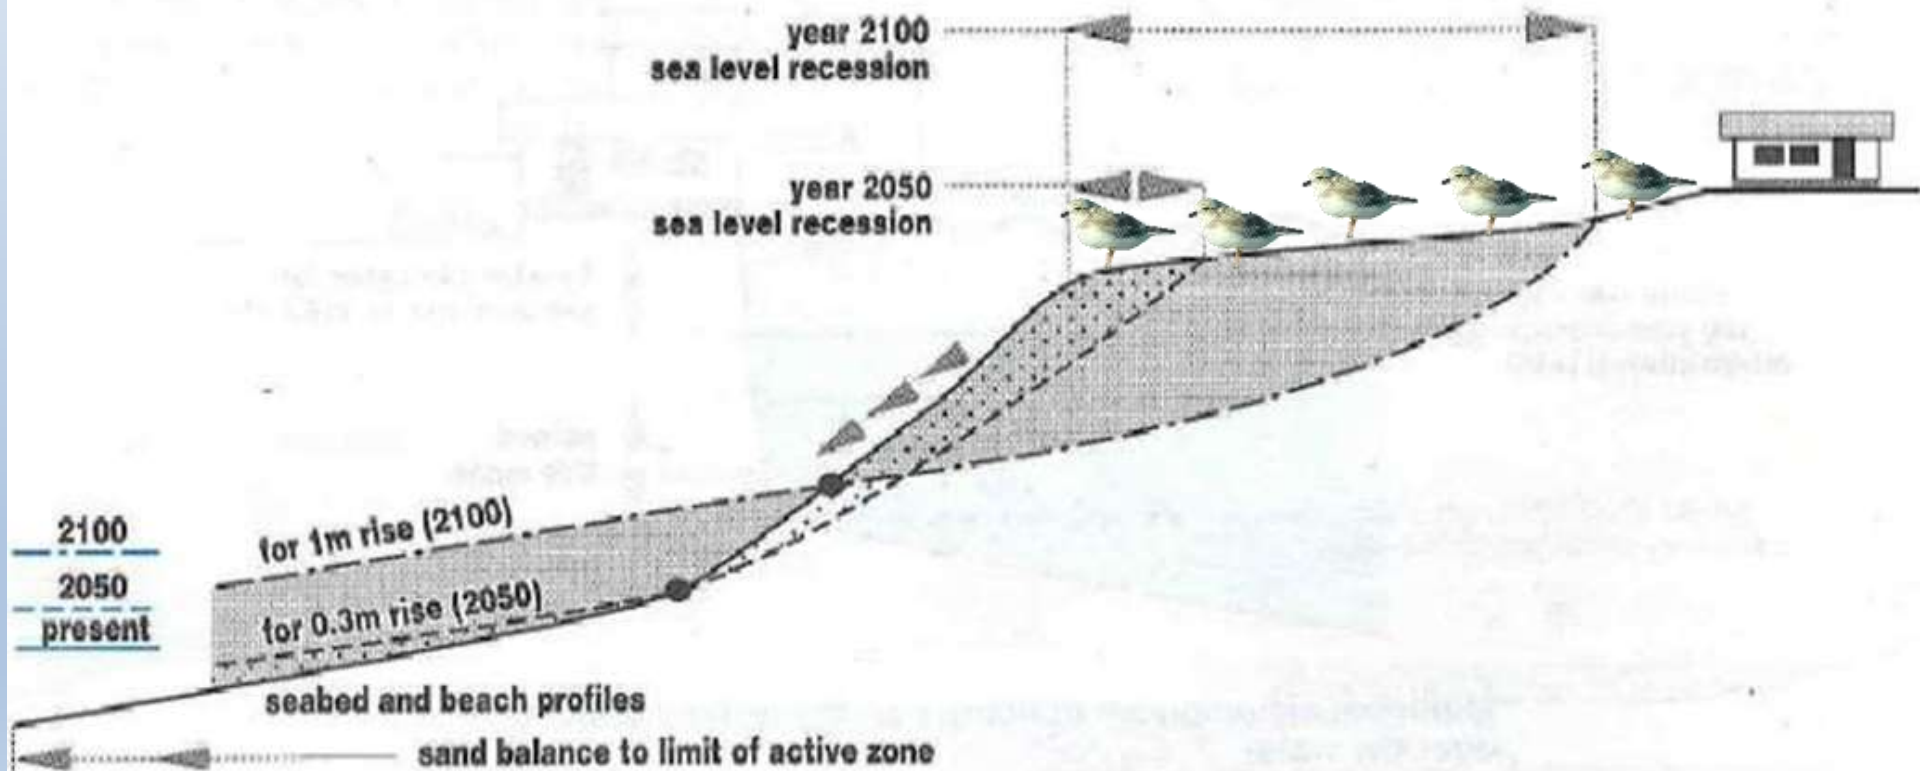 year 2100
sea level recession
year 2050
sea level recession
for 1m rise (2100)
2100
for 0.3m rise (2050)
2050
present
seabed and beach profiles
sand balance to limit of active zone